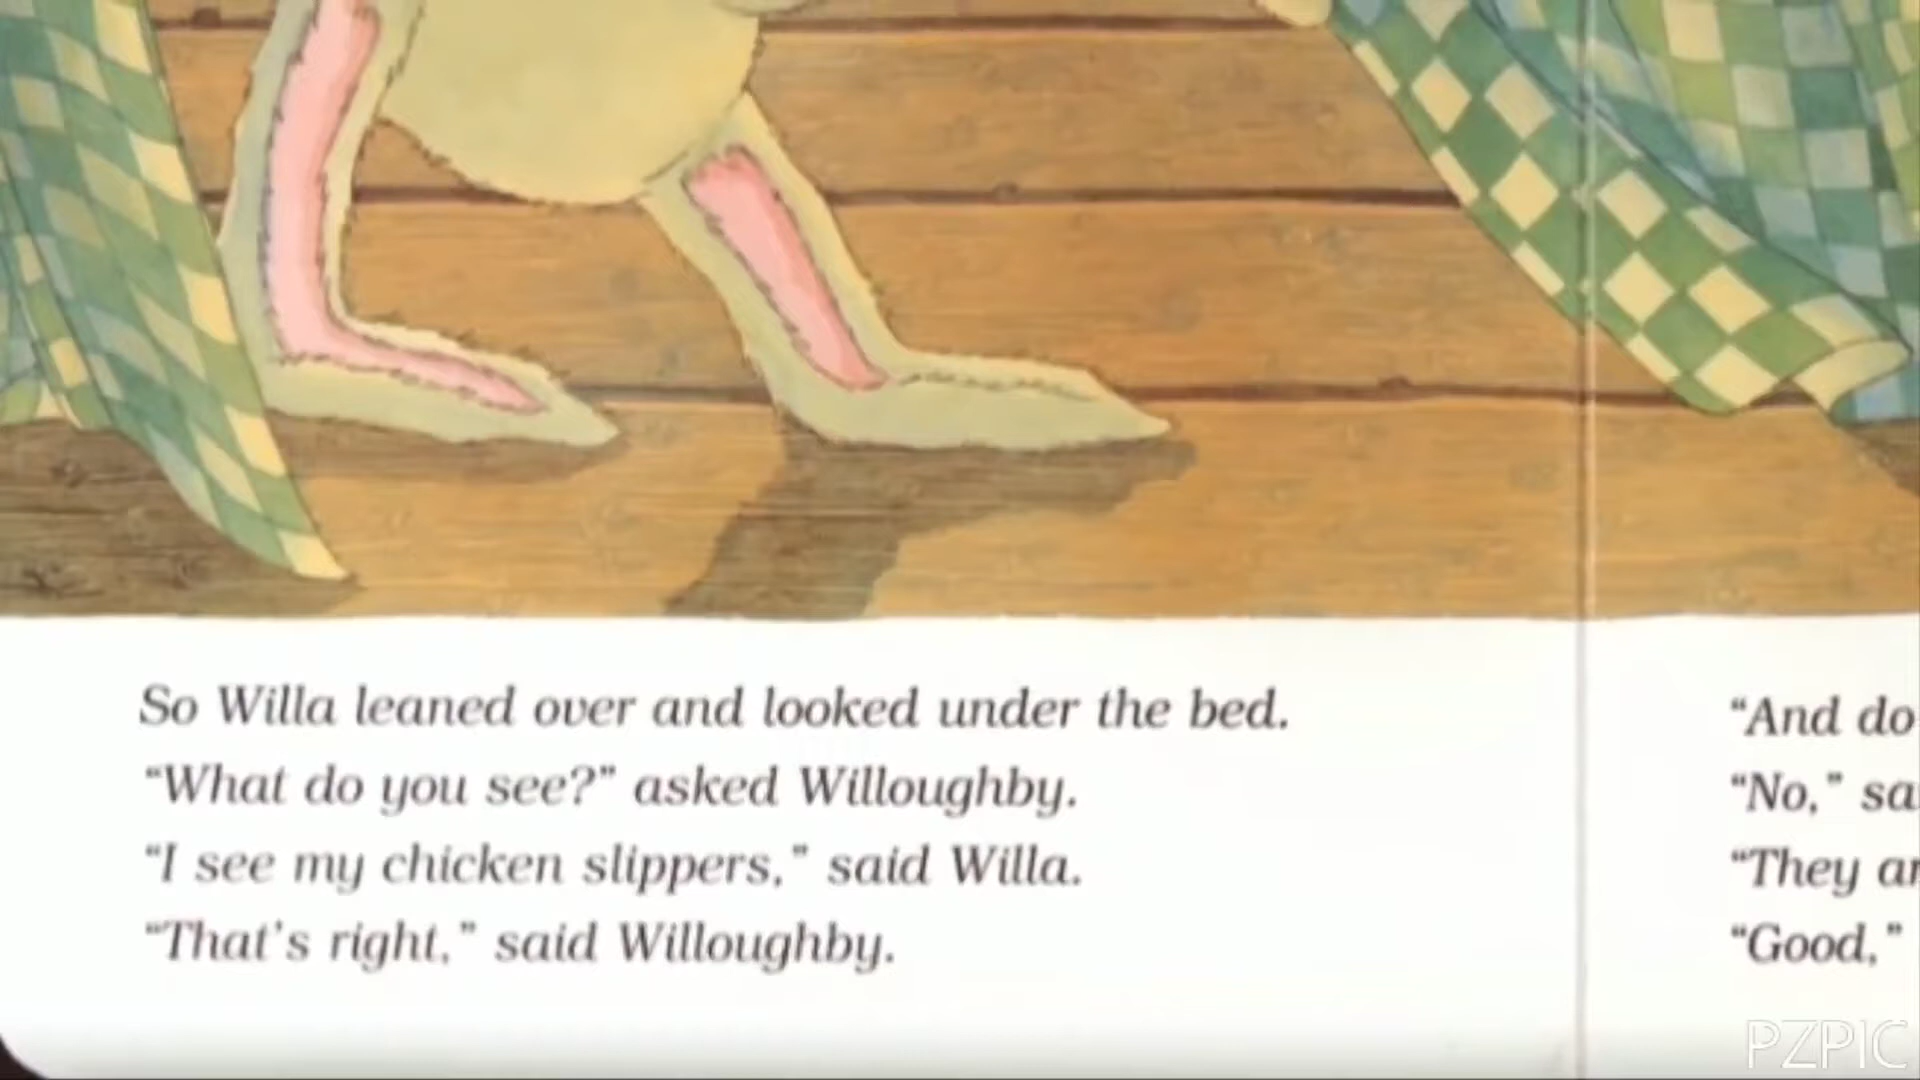 So Willa leaned over and looked under the bed.
“What do you see?” asked Willoughby.
“I see my chicken slippers,” said Willa.
“That’s right,” said Willoughby.
“And do
“No,”
“They
“Good,”
PZPIC